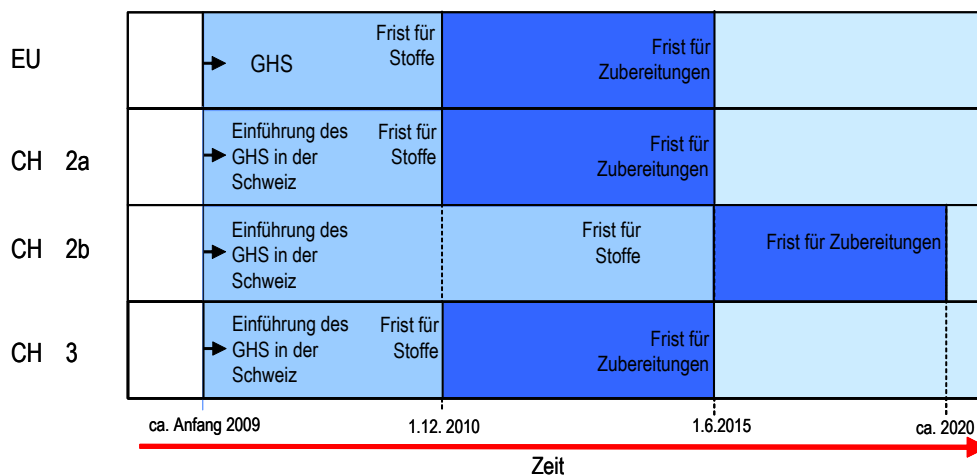 EU
GHS
Frist für
Stoffe
Frist für
Zubereitungen
CH 2a
Einführung des
GHS in der
Schweiz
Frist für
Stoffe
Frist für
Zubereitungen
CH 2b
Einführung des
GHS in der
Schweiz
Frist für
Stoffe
Frist für Zubereitungen
CH 3
Einführung des
GHS in der
Schweiz
Frist für
Stoffe
Frist für
Zubereitungen
ca. Anfang 2009 1.12. 2010 1.6.2015 ca. 2020
Zeit